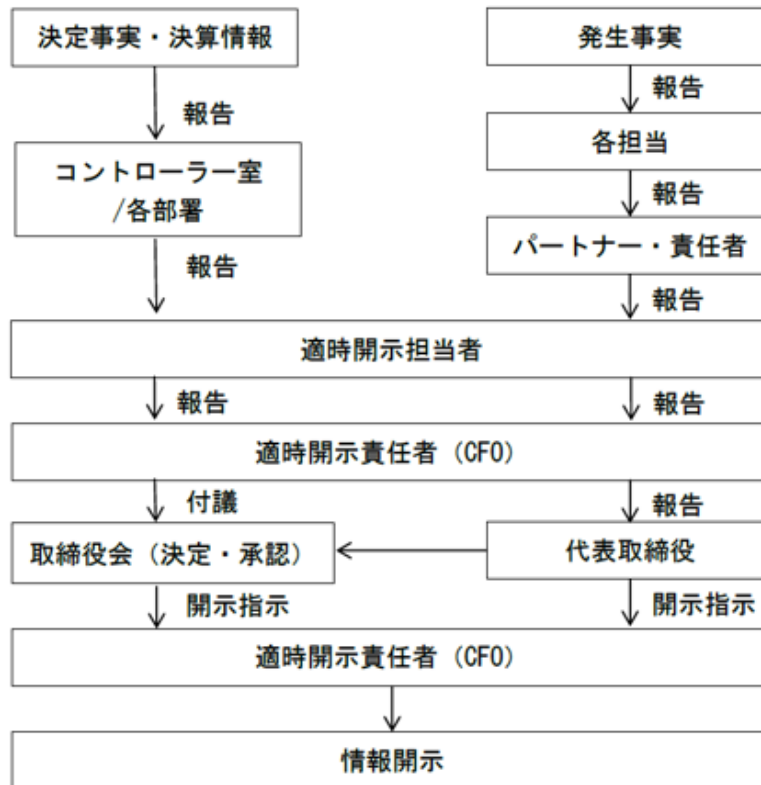 決定事実・決算情報
発生事実
報告
報告
コントローラー室
/各部署
各担当
報告
パートナー・責任者
報告
報告
適時開示担当者
報告
報告
適時開示責任者（CFO）
付議
報告
取締役会（決定・承認）
代表取締役
開示指示
開示指示
適時開示責任者（CFO）
情報開示